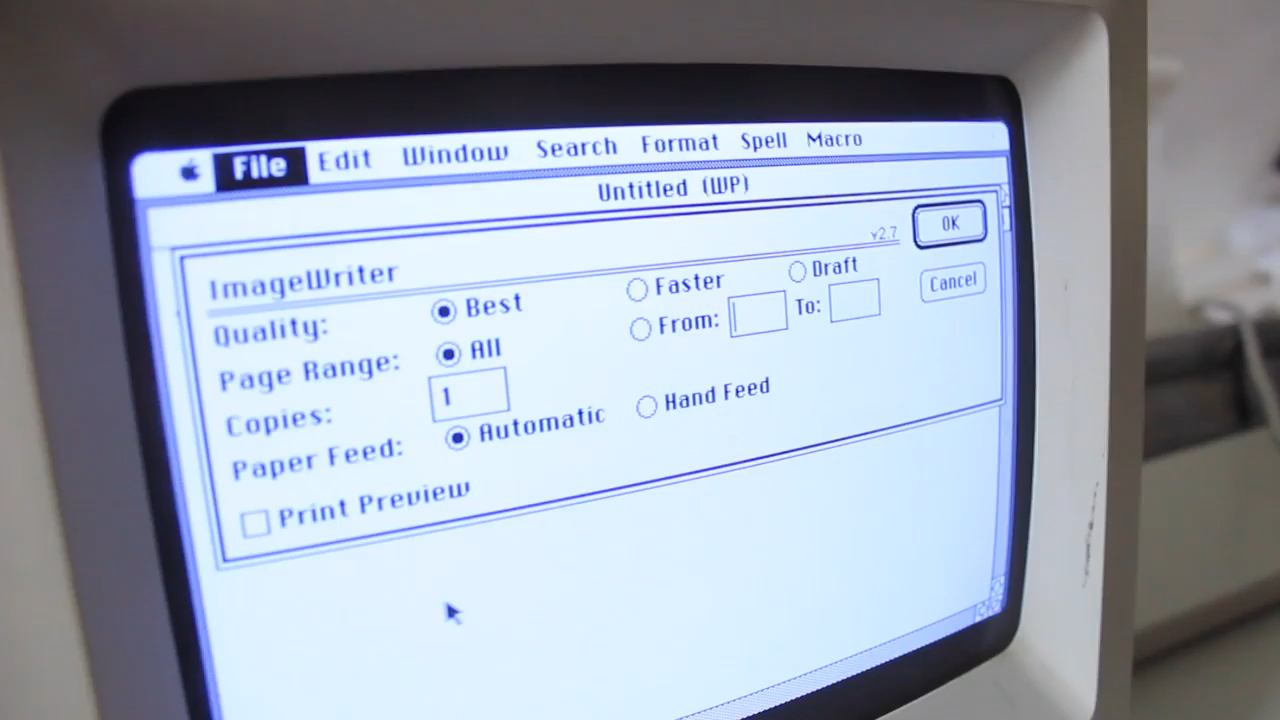 File Edit Window Search Format Spell Macro
Untitled (WP)
ImageWriter v2.7 OK
Quality: Best Faster Draft Cancel
Page Range: All From: To:
Copies: 1
Paper Feed: Automatic Hand Feed
Print Preview